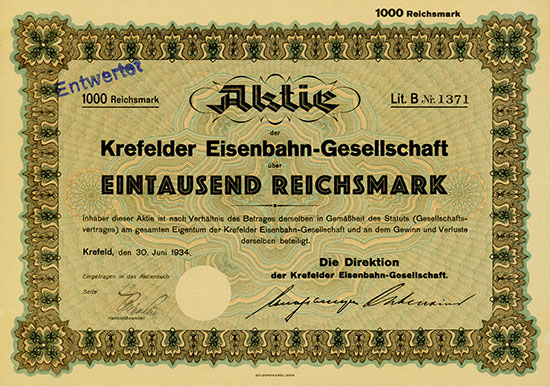 1000 Reichsmark
Entwertet
1000 Reichsmark
Aktie
Lit. B Nr. 1371
der
Krefelder Eisenbahn-Gesellschaft
über
EINTAUSEND REICHSMARK
Inhaber dieser Aktie ist nach Verhältnis des Betrages derselben in Gemäßheit des Statuts (Gesellschafts-
vertrages) am gesamten Eigentum der Krefelder Eisenbahn-Gesellschaft und an dem Gewinn und Verluste
derselben beteiligt.
Krefeld, den 30. Juni 1934.
Die Direktion
der Krefelder Eisenbahn-Gesellschaft.
Eingetragen in das Aktienbuch
Seite